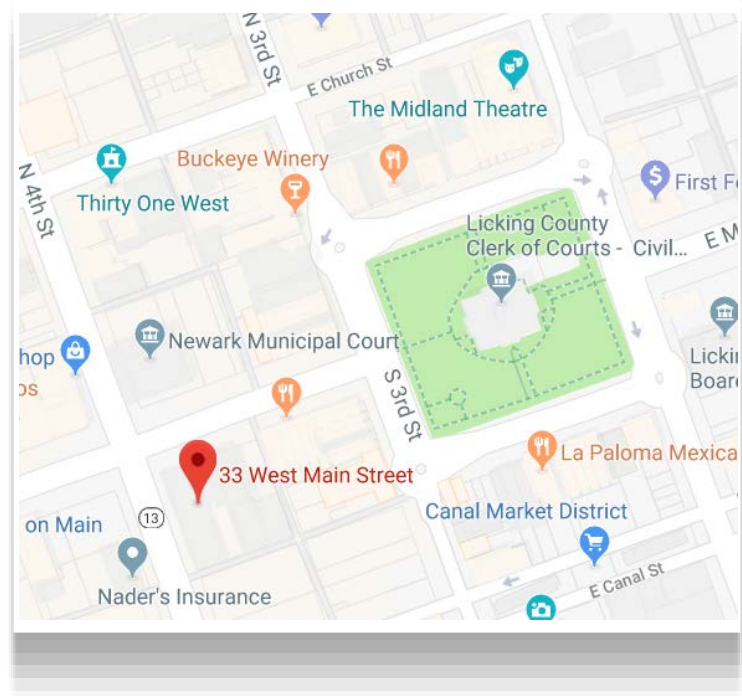 N 3rd St
E Church St
The Midland Theatre
Buckeye Winery
N 4th St
Thirty One West
$ First F
Licking County
Clerk of Courts - Civil...
E M
Newark Municipal Court
hop
os
Licki
Boar
S 3rd St
33 West Main Street
La Paloma Mexica
on Main
13
Canal Market District
Nader's Insurance
E Canal St